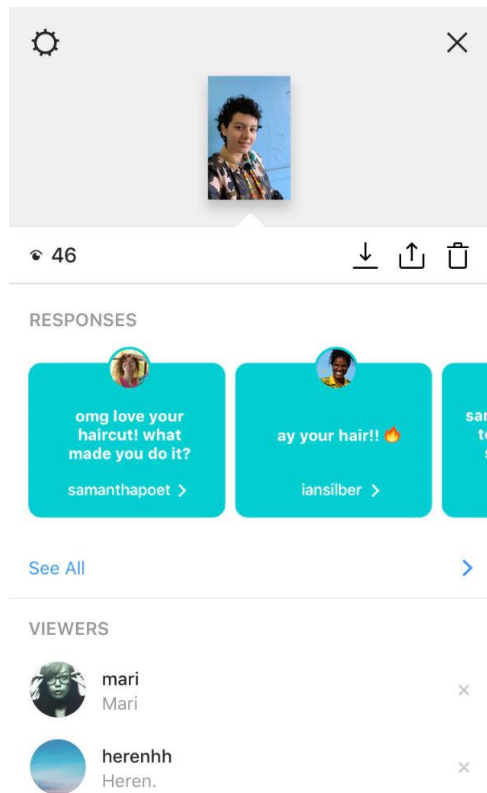 46
RESPONSES
omg love your
haircut! what
made you do it?
samanthapoet >
ay your hair!! 🔥
iansilber >
See All
VIEWERS
mari
Mari
herenhh
Heren.